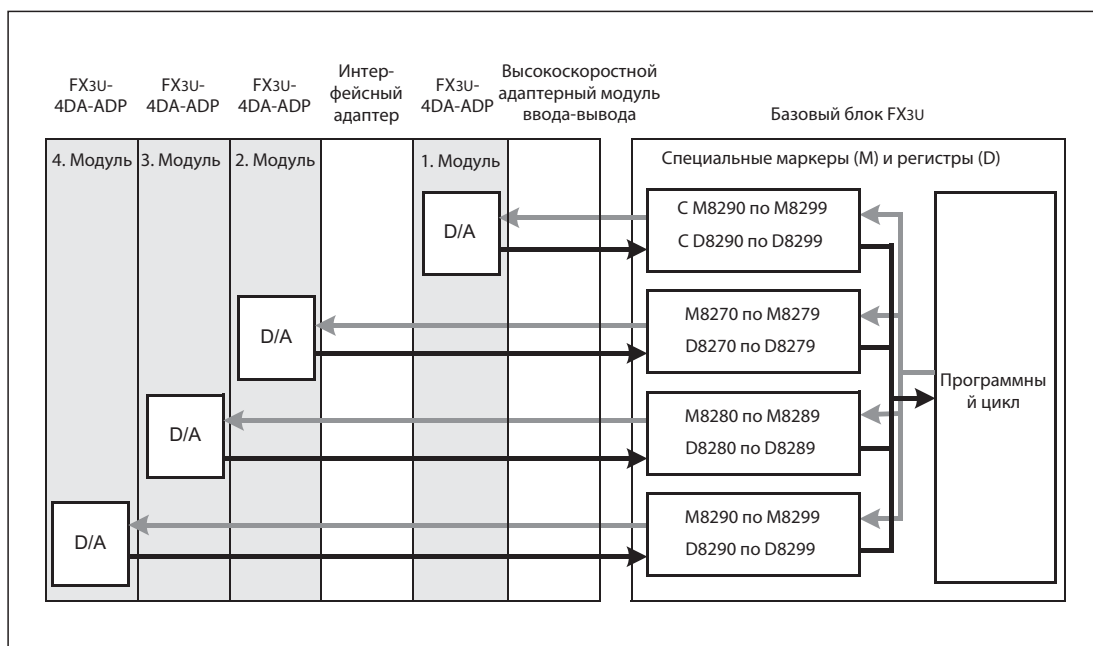 FX3U-
4DA-ADP
FX3U-
4DA-ADP
FX3U-
4DA-ADP
Интер-
фейсный
адаптер
FX3U-
4DA-ADP
Высокоскоростной
адаптерный модуль
ввода-вывода
Базовый блок FX3U
4. Модуль
3. Модуль
2. Модуль
1. Модуль
Специальные маркеры (M) и регистры (D)
D/A
С M8290 по M8299
С D8290 по D8299
D/A
M8270 по M8279
D8270 по D8279
D/A
M8280 по M8289
D8280 по D8289
D/A
M8290 по M8299
D8290 по D8299
Программны
й цикл